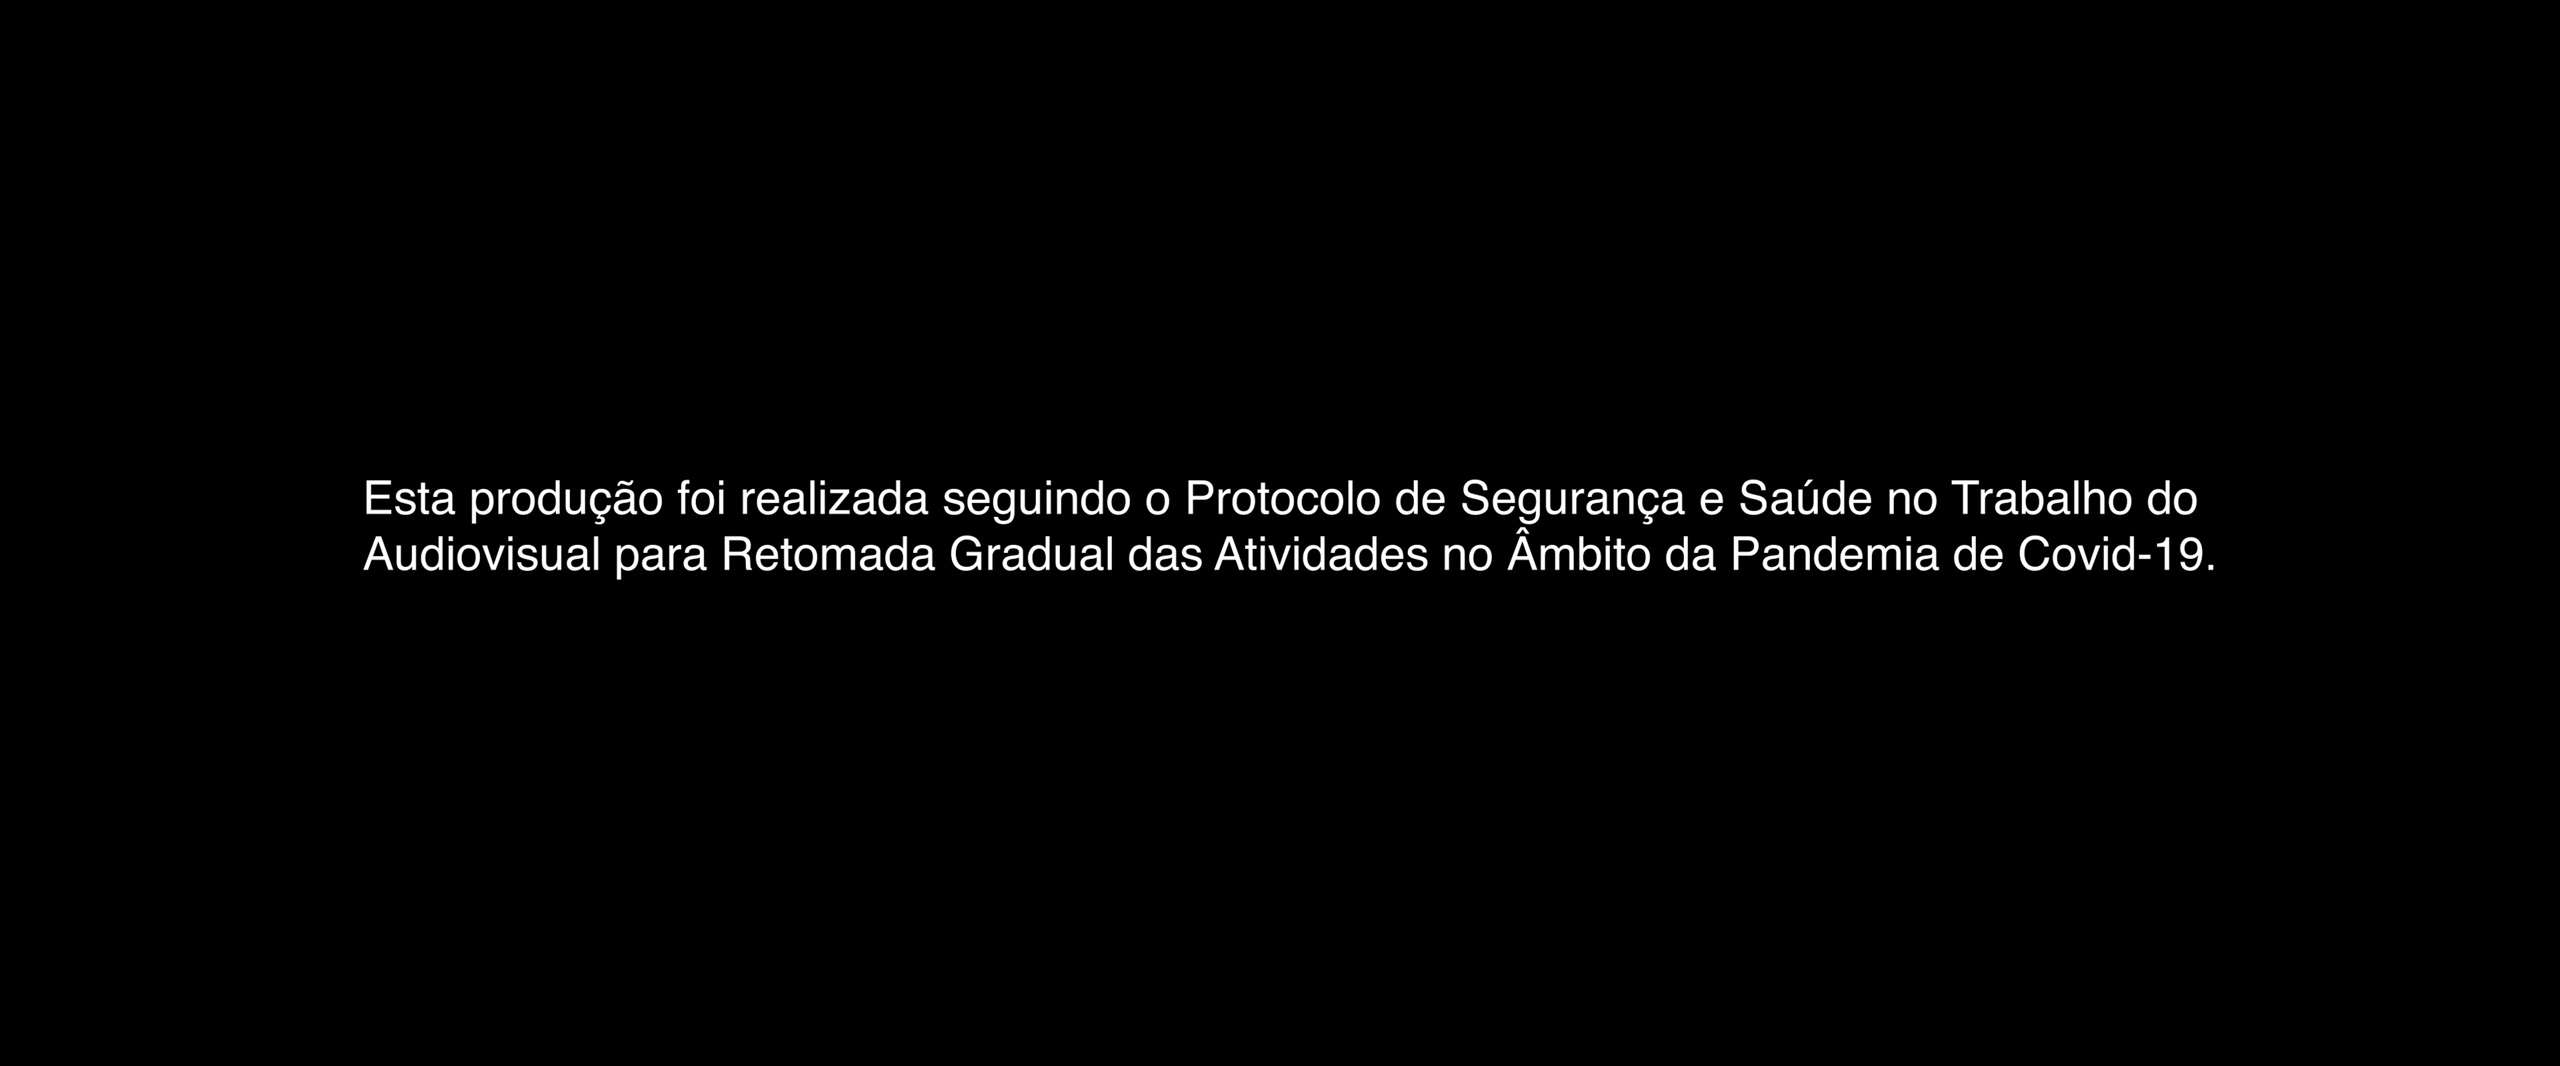 Esta produção foi realizada seguindo o Protocolo de Segurança e Saúde no Trabalho do
Audiovisual para Retomada Gradual das Atividades no Âmbito da Pandemia de Covid-19.